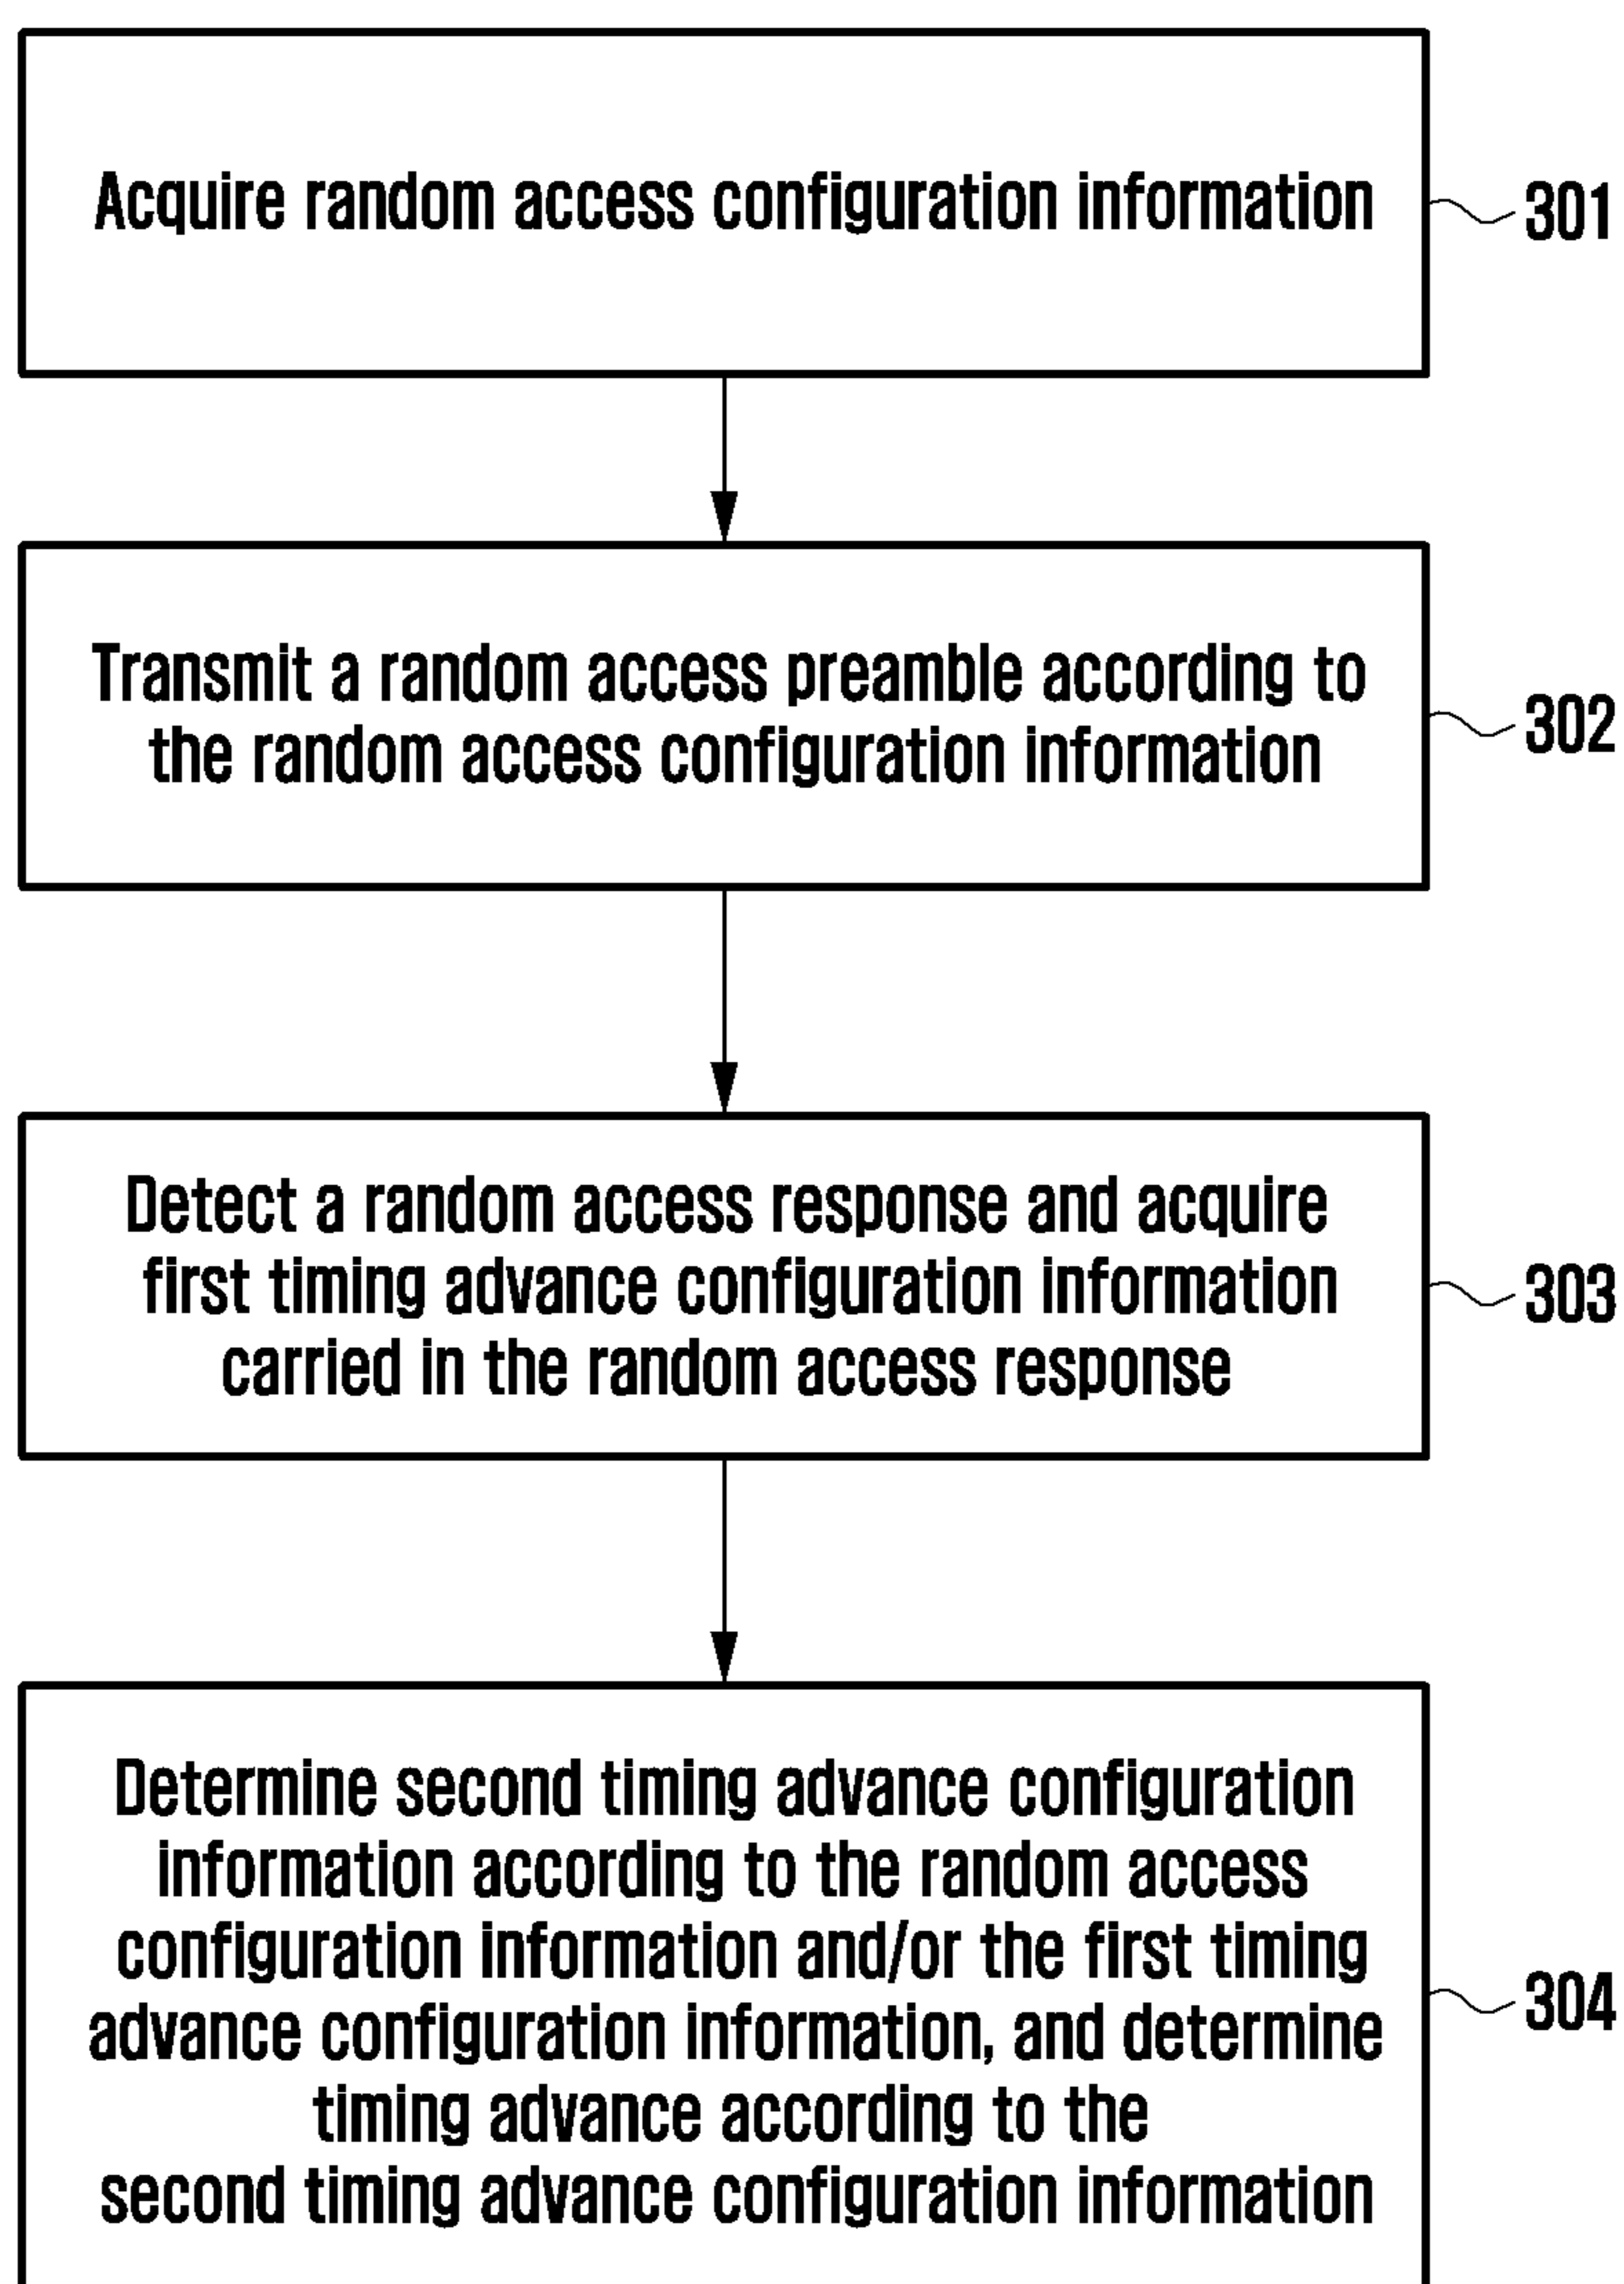 Acquire random access configuration information
301
Transmit a random access preamble according to
the random access configuration information
302
Detect a random access response and acquire
first timing advance configuration information
carried in the random access response
303
Determine second timing advance configuration
information according to the random access
configuration information and/or the first timing
advance configuration information, and determine
timing advance according to the
second timing advance configuration information
304